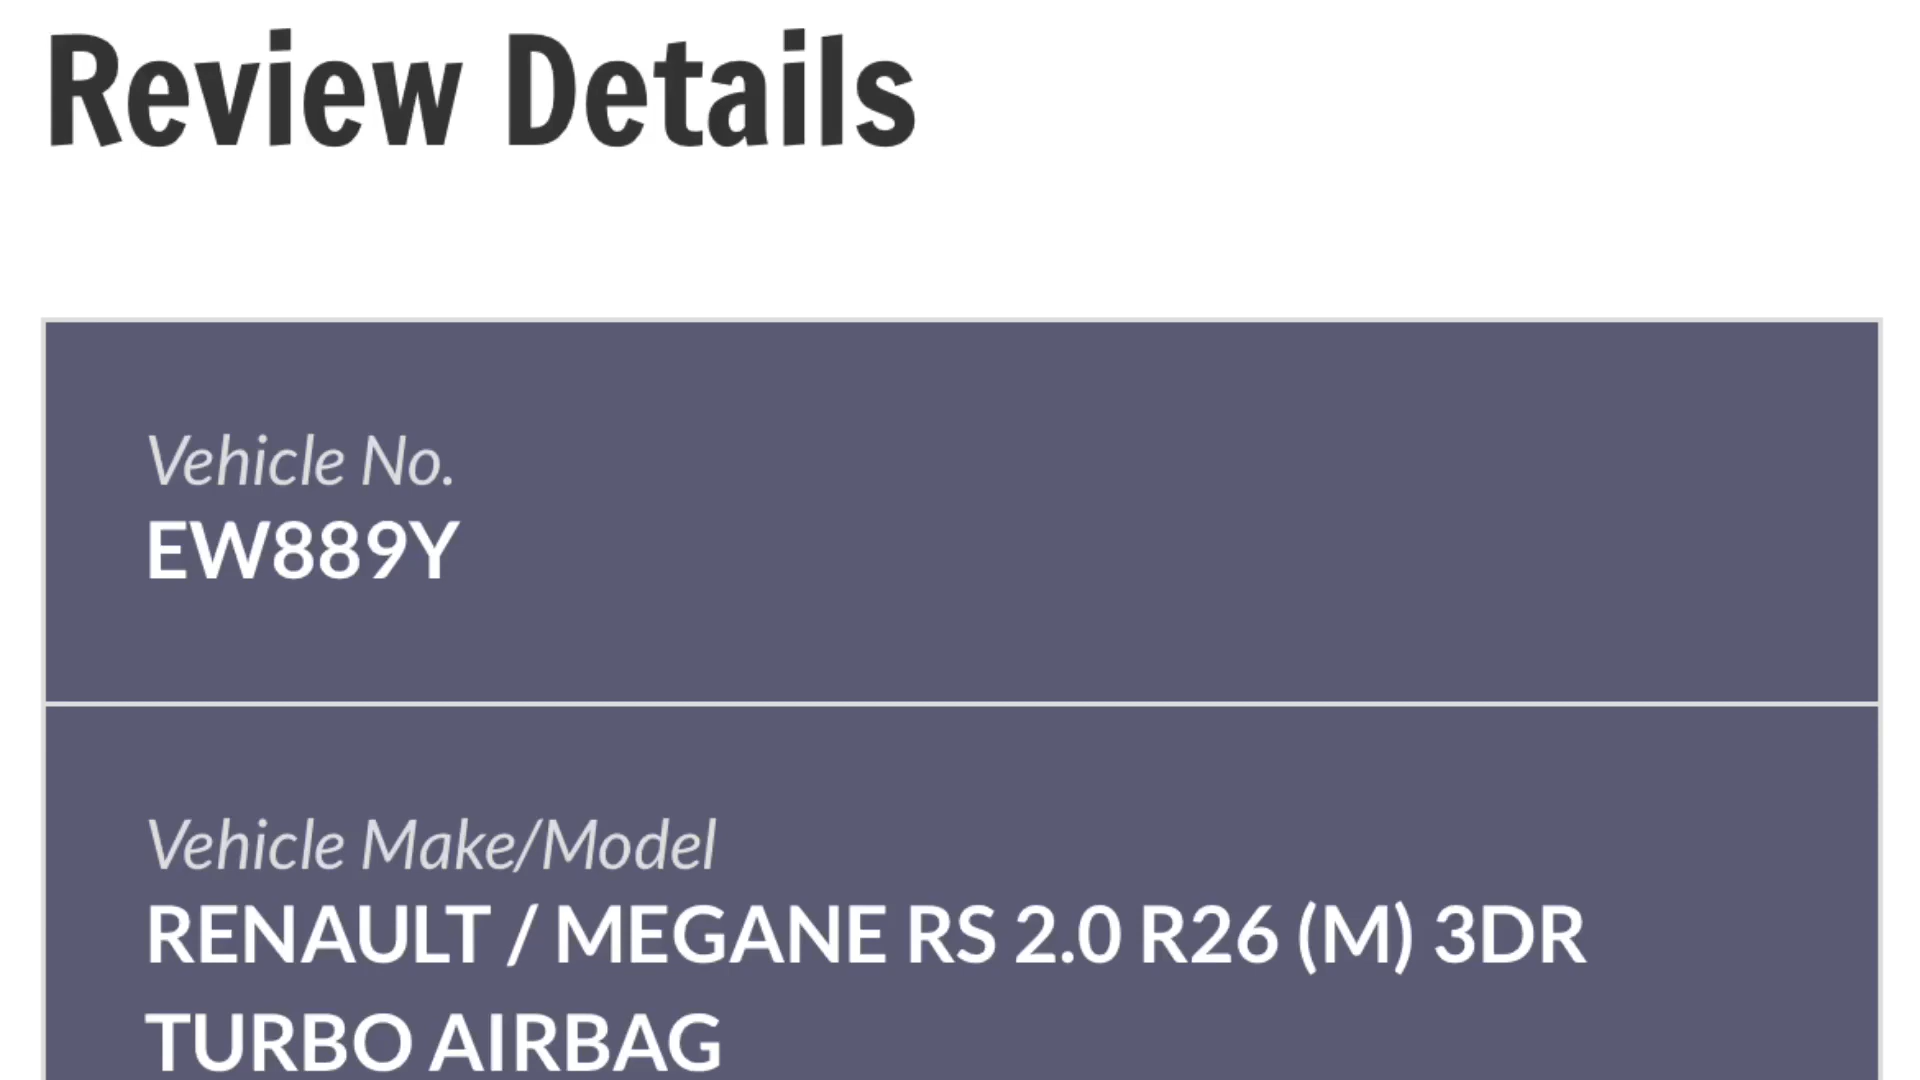 Review Details
Vehicle No.
EW889Y
Vehicle Make/Model
RENAULT / MEGANE RS 2.0 R26 (M) 3DR
TURBO AIRBAG